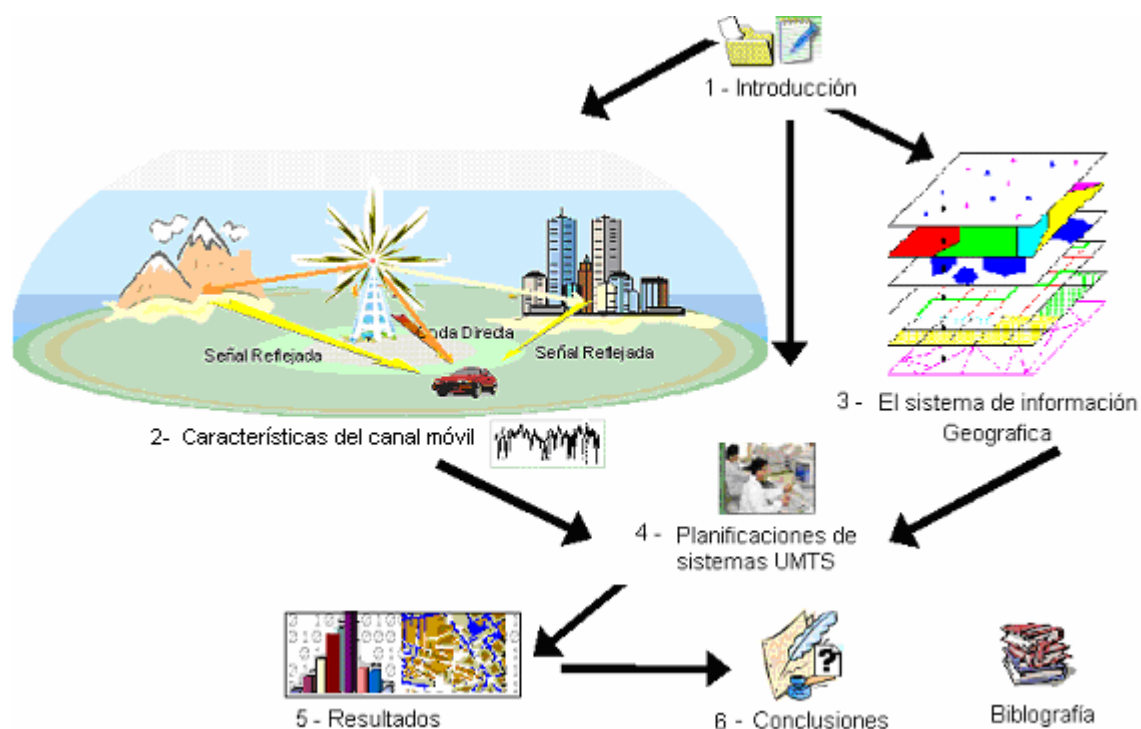 1 - Introducción
Onda Directa
Señal Reflejada
Señal Reflejada
2- Características del canal móvil
3 - El sistema de información
Geografica
4 - Planificaciones de
sistemas UMTS
5 - Resultados
6 - Conclusiones
Biblografía
?